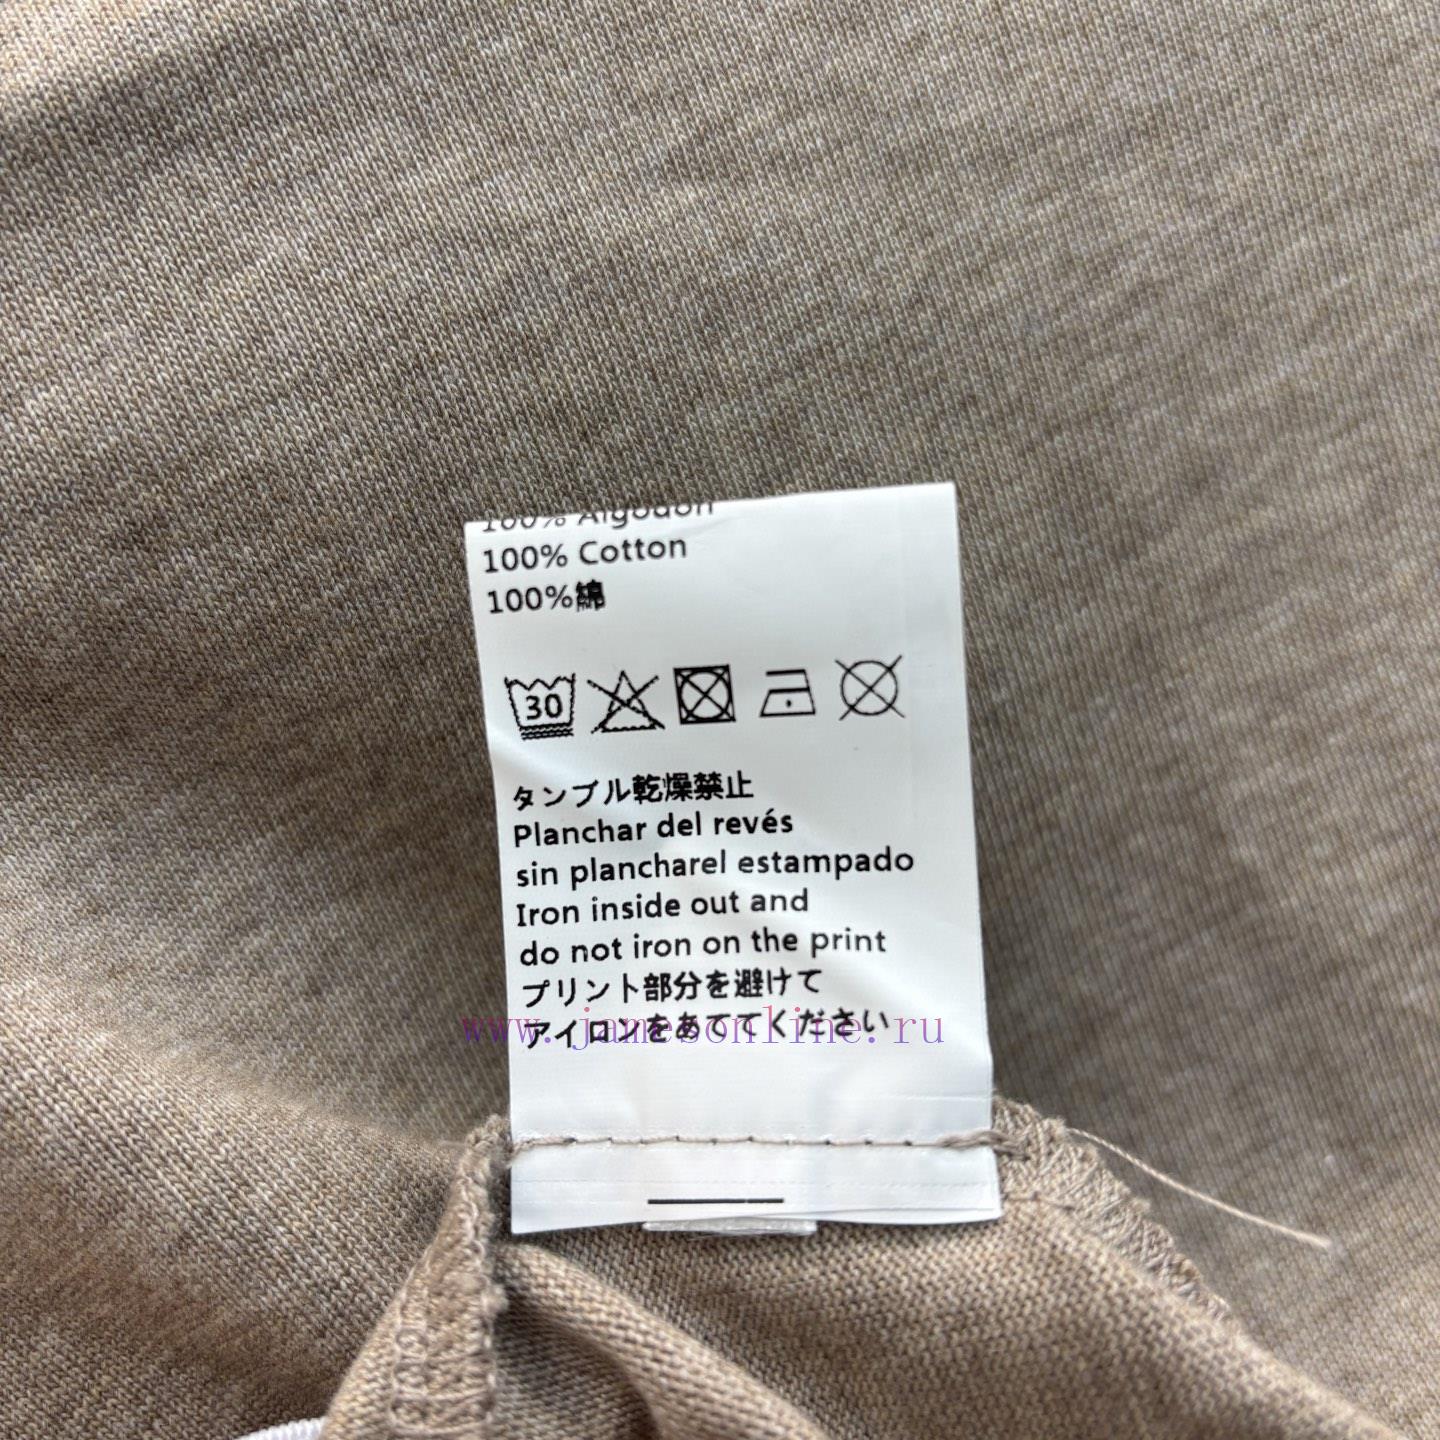 100% Algodón
100% Cotton
100%綿
30
タンブル乾燥禁止
Planchar del revés
sin plancharel estampado
Iron inside out and
do not iron on the print
プリント部分を避けて
アイロンをあててください
www.jamesonline.ru